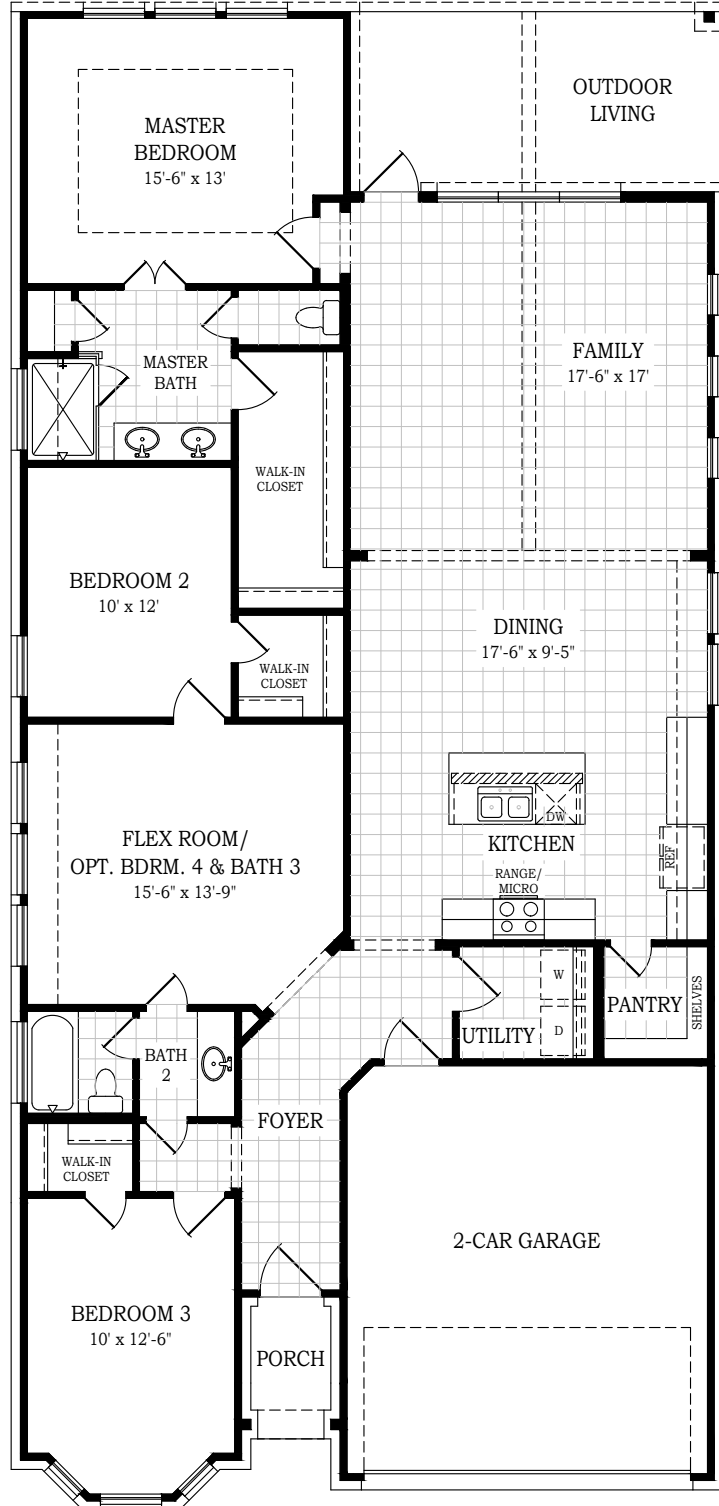 OUTDOOR
LIVING
MASTER
BEDROOM
15'-6" x 13'
FAMILY
17'-6" x 17'
MASTER
BATH
WALK-IN
CLOSET
BEDROOM 2
10' x 12'
DINING
17'-6" x 9'-5"
WALK-IN
CLOSET
DW
KITCHEN
REF
RANGE/
MICRO
FLEX ROOM/
OPT. BDRM. 4 & BATH 3
15'-6" x 13'-9"
W
D
UTILITY
PANTRY
SHELVES
BATH
2
FOYER
WALK-IN
CLOSET
2-CAR GARAGE
BEDROOM 3
10' x 12'-6"
PORCH